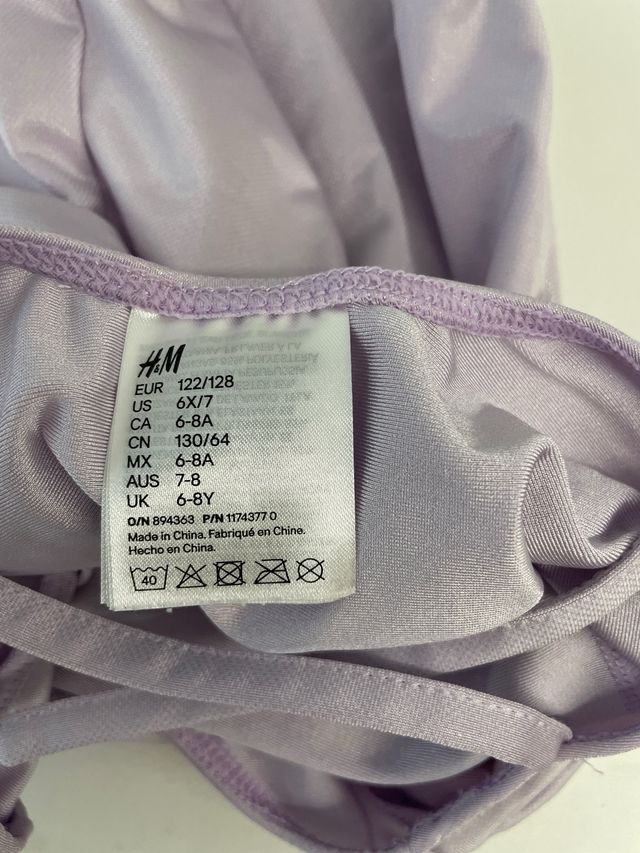 H&M
EUR 122/128
US 6X/7
CA 6-8A
CN 130/64
MX 6-8A
AUS 7-8
UK 6-8Y
O/N 894363 P/N 1174377 0
Made in China. Fabriqué en Chine.
Hecho en China.
40